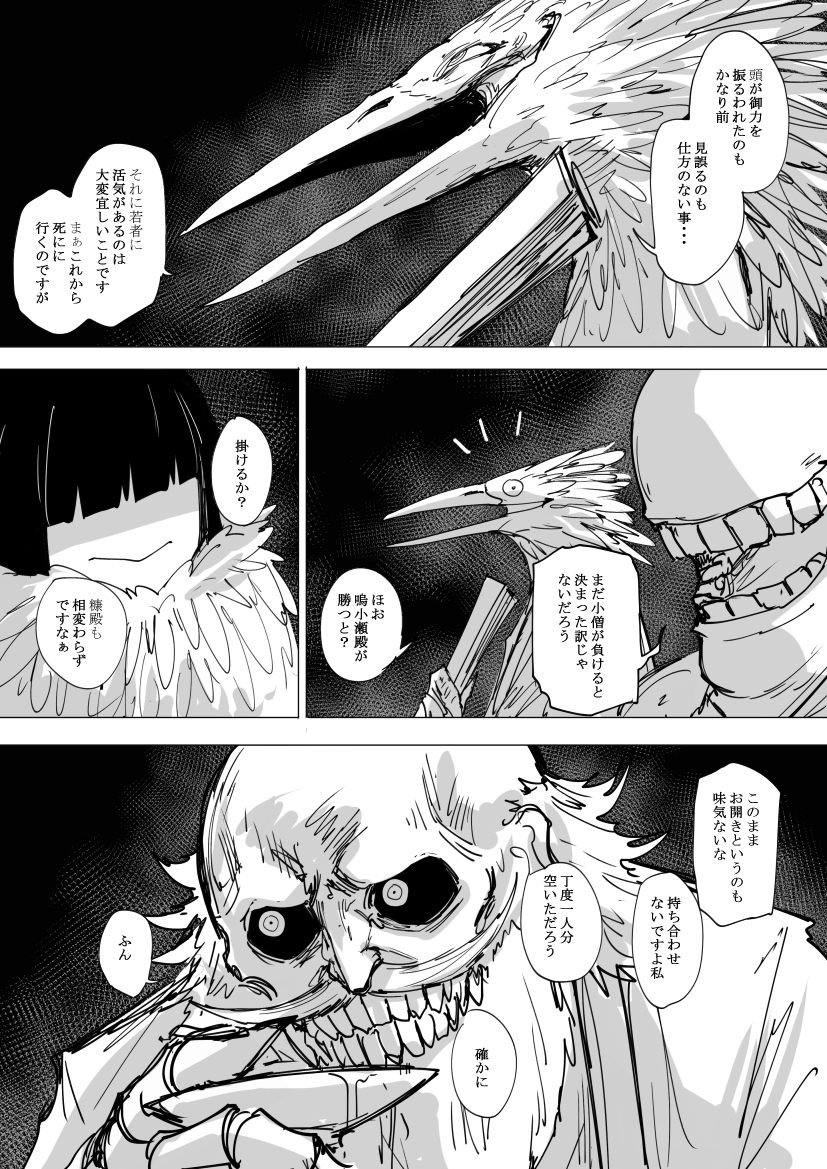 頭が御力を
振るわれたのも
かなり前
見誤るのも
仕方のない事・・・
それに若者に
活気があるのは
大変宜しいことです
まぁこれから
死にに
行くのですが
まだ小僧が負けると
決まった訳じゃ
ないだろう
ほお
嗚小瀬殿が
勝つと?
掛けるか?
糠殿も
相変わらず
ですなぁ
このまま
お開きというのも
味気ないな
持ち合わせ
ないですよ私
丁度一人分
空いただろう
確かに
ふん